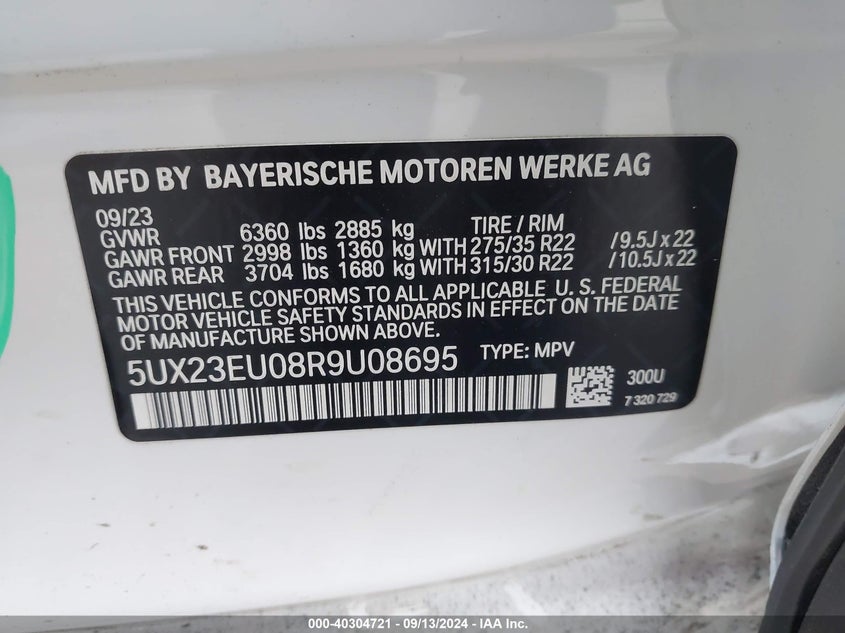 MFD BY BAYERISCHE MOTOREN WERKE AG
09/23
GVWR 6360 lbs 2885 kg TIRE / RIM
GAWR FRONT 2998 lbs 1360 kg WITH 275/35 R22 /9.5J x 22
GAWR REAR 3704 lbs 1680 kg WITH 315/30 R22 /10.5J x 22
THIS VEHICLE CONFORMS TO ALL APPLICABLE U. S. FEDERAL
MOTOR VEHICLE SAFETY STANDARDS IN EFFECT ON THE DATE
OF MANUFACTURE SHOWN ABOVE.
5UX23EU08R9U08695 TYPE: MPV
300U
7 320 729
000-40304721 - 09/13/2024 - IAA Inc.